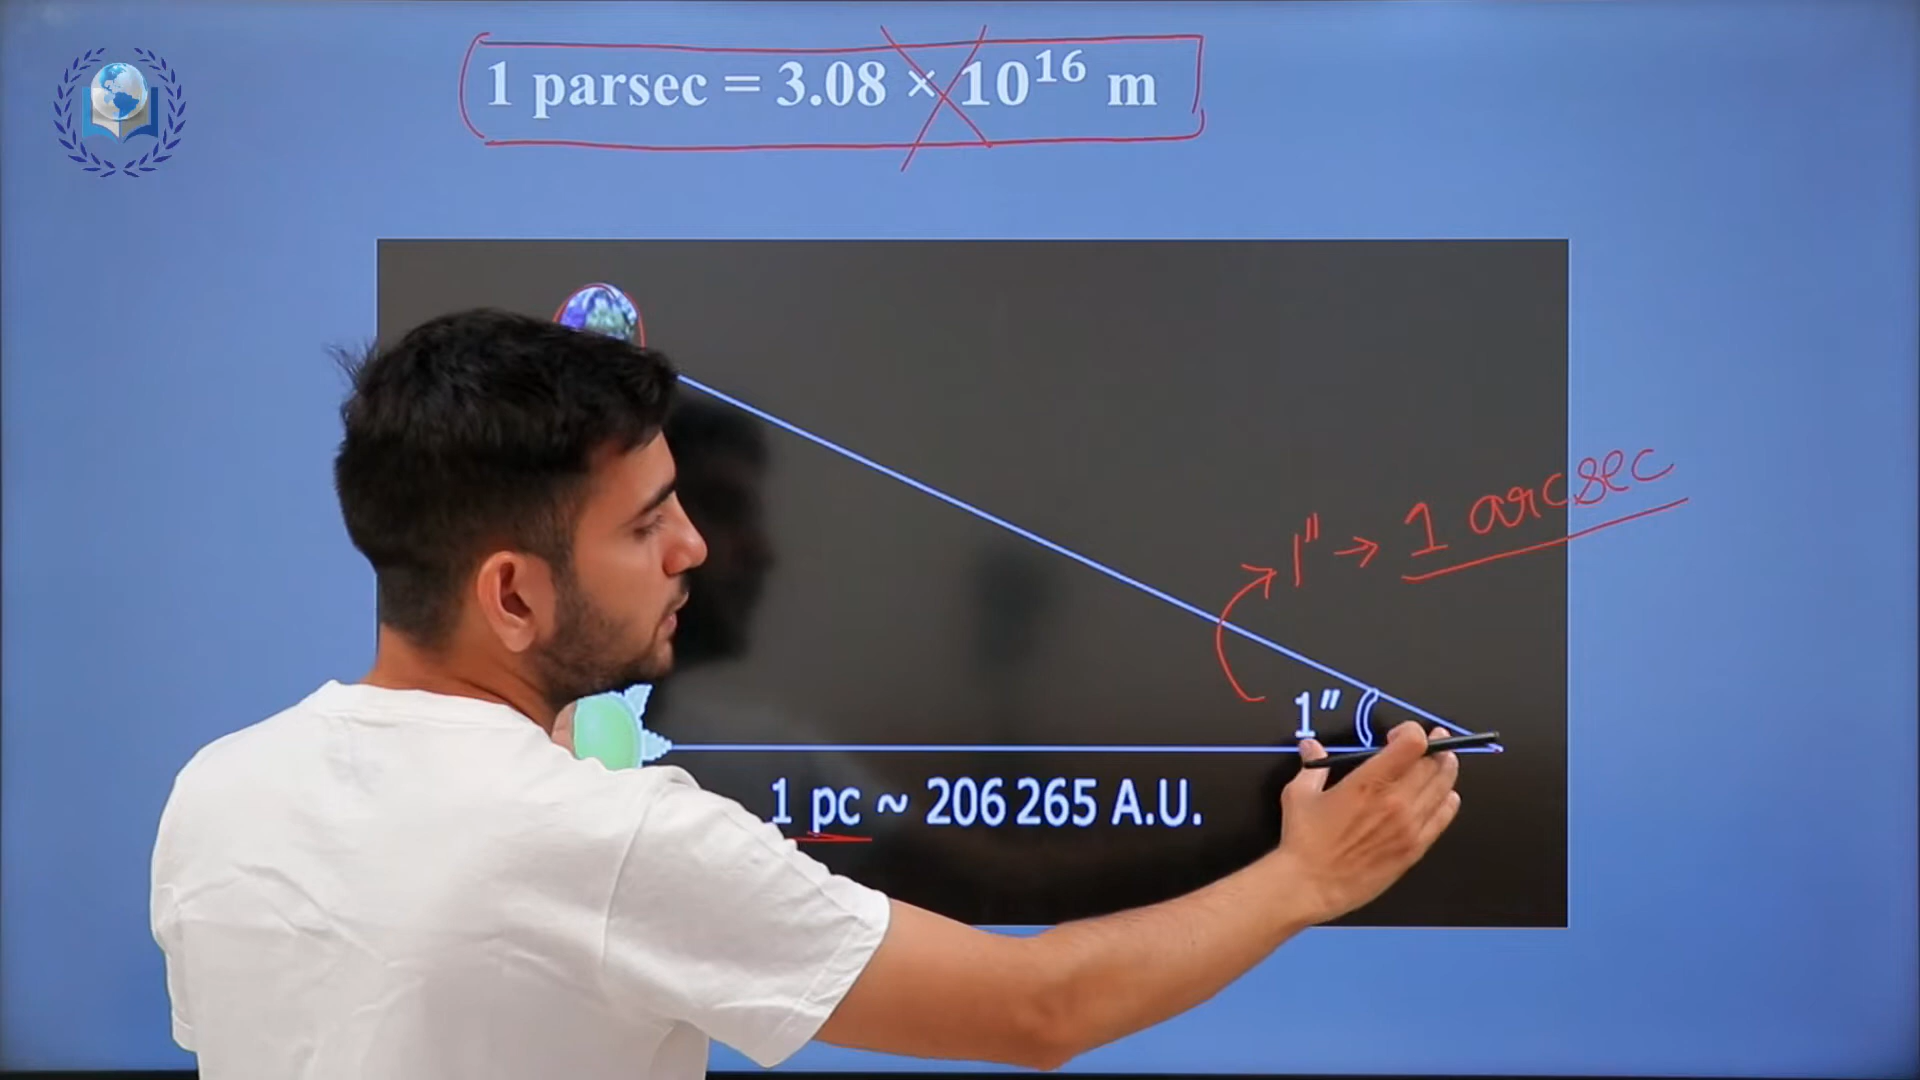 1 parsec = 3.08 × 10¹⁶ m
1" → 1 arcsec
1"
1 pc ~ 206 265 A.U.